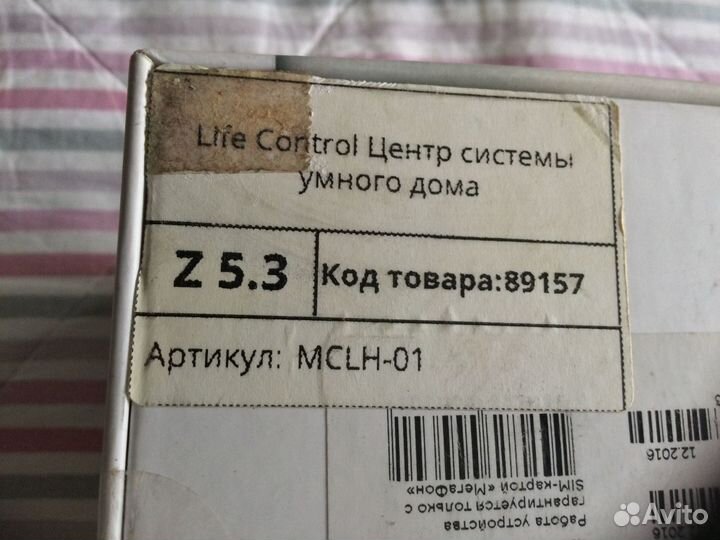 Life Control Центр системы
умного дома
Z 5.3
Код товара:89157
Артикул: MCLH-01
12.2016
Работа устройства
гарантируется только с
SIM-картой «МегаФон»
Avito